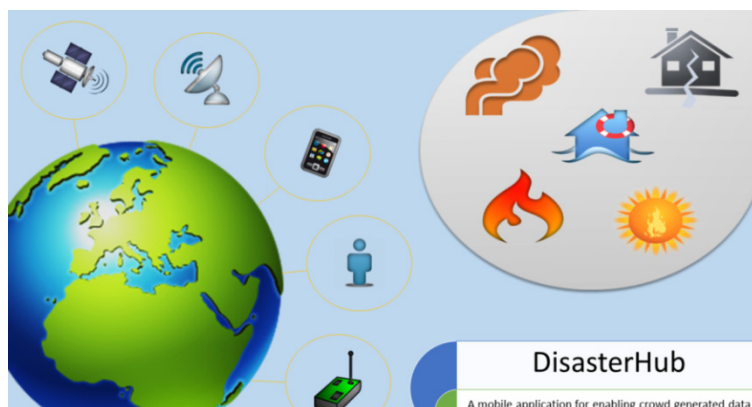 DisasterHub
A mobile application for enabling crowd generated data